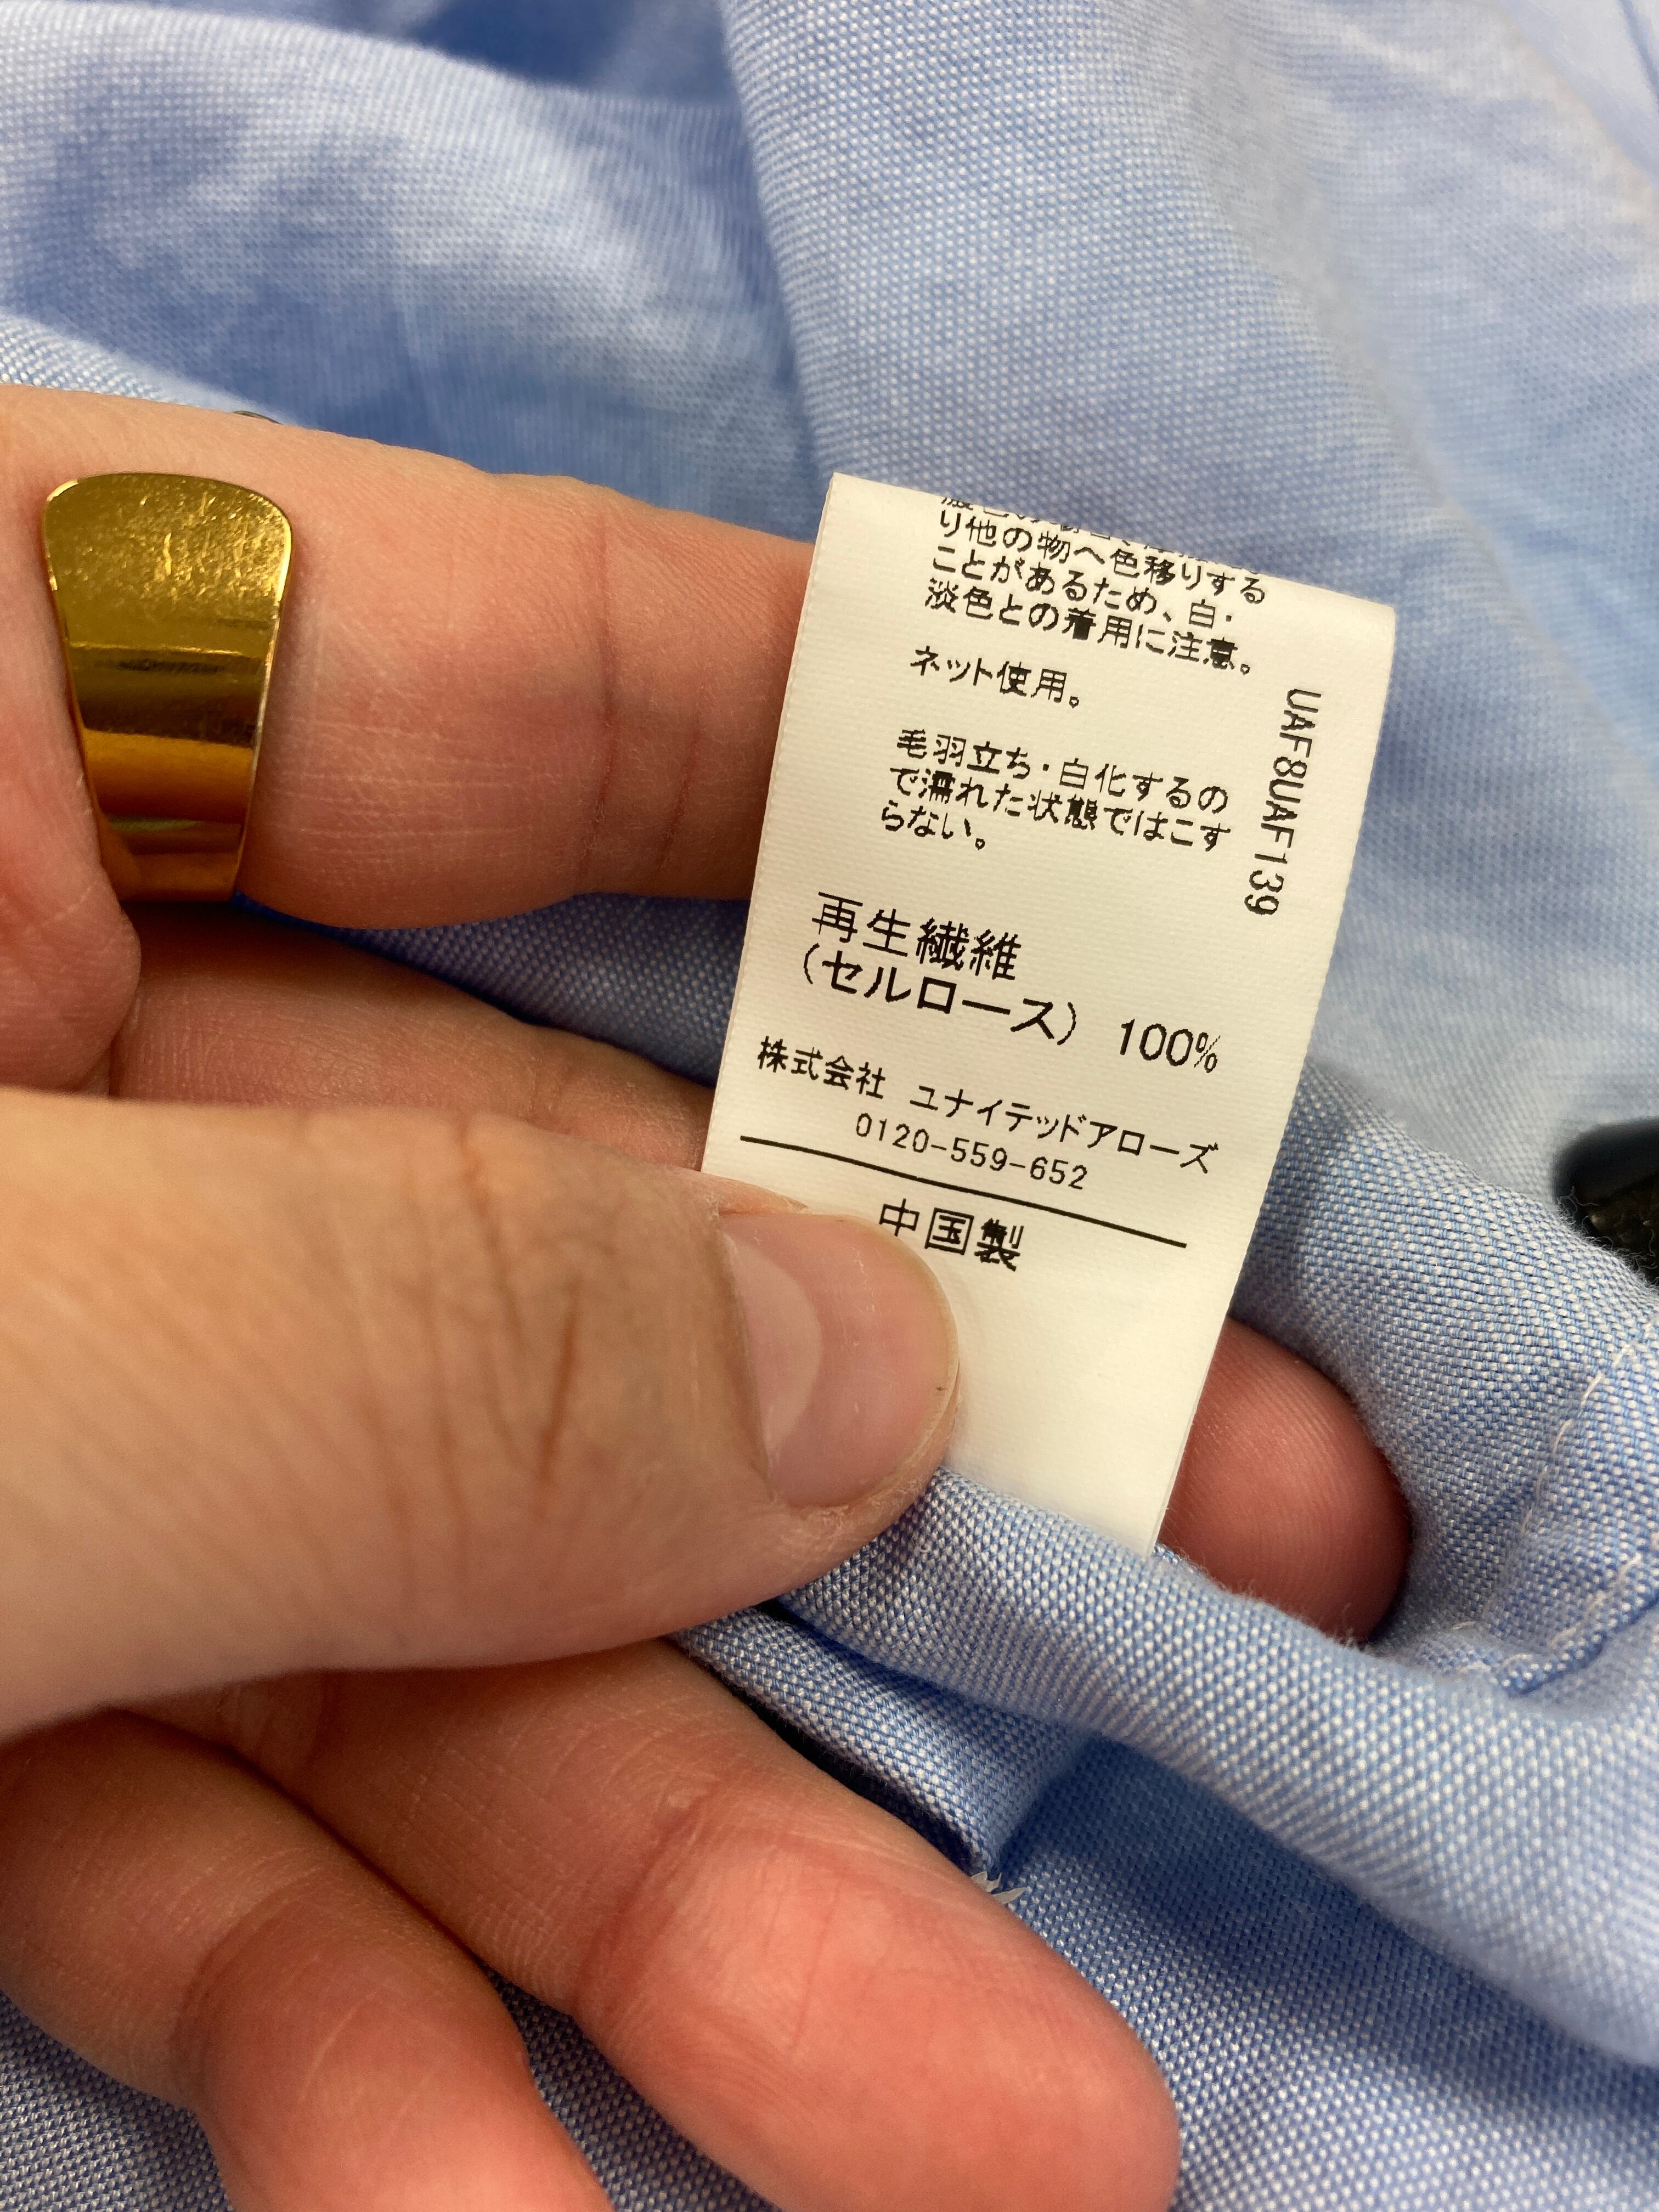 り他の物へ色移りする
ことがあるため、白・
淡色との着用に注意。
ネット使用。
毛羽立ち・白化するの
で濡れた状態ではこす
らない。
UAF8UAF139
再生繊維
（セルロース） 100%
株式会社 ユナイテッドアローズ
0120-559-652
中国製